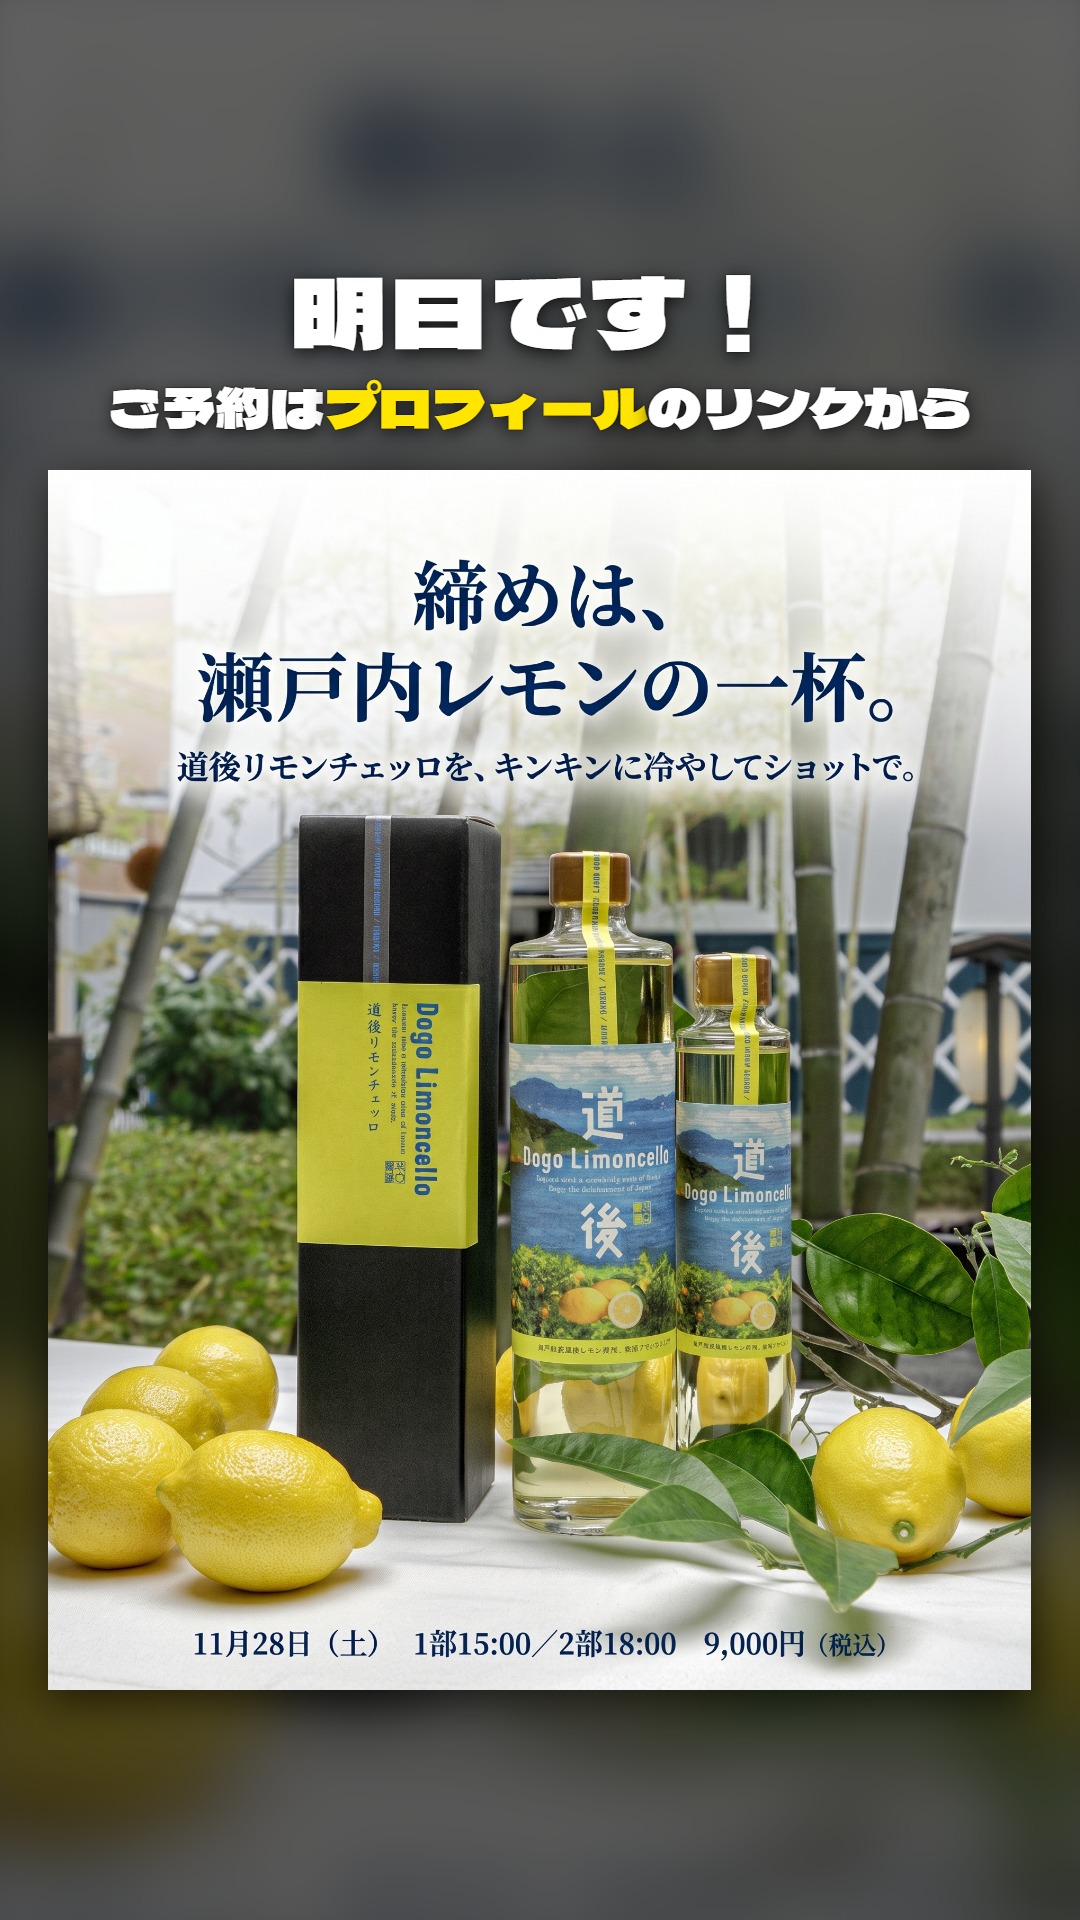 明日です！
ご予約はプロフィールのリンクから
締めは、
瀬戸内レモンの一杯。
道後リモンチェッロを、キンキンに冷やしてショットで。
Dogo Limoncello
道後リモンチェッロ
道後
Dogo Limoncello
道後
Dogo Limoncello
11月28日（土） 1部15:00／2部18:00 9,000円（税込）